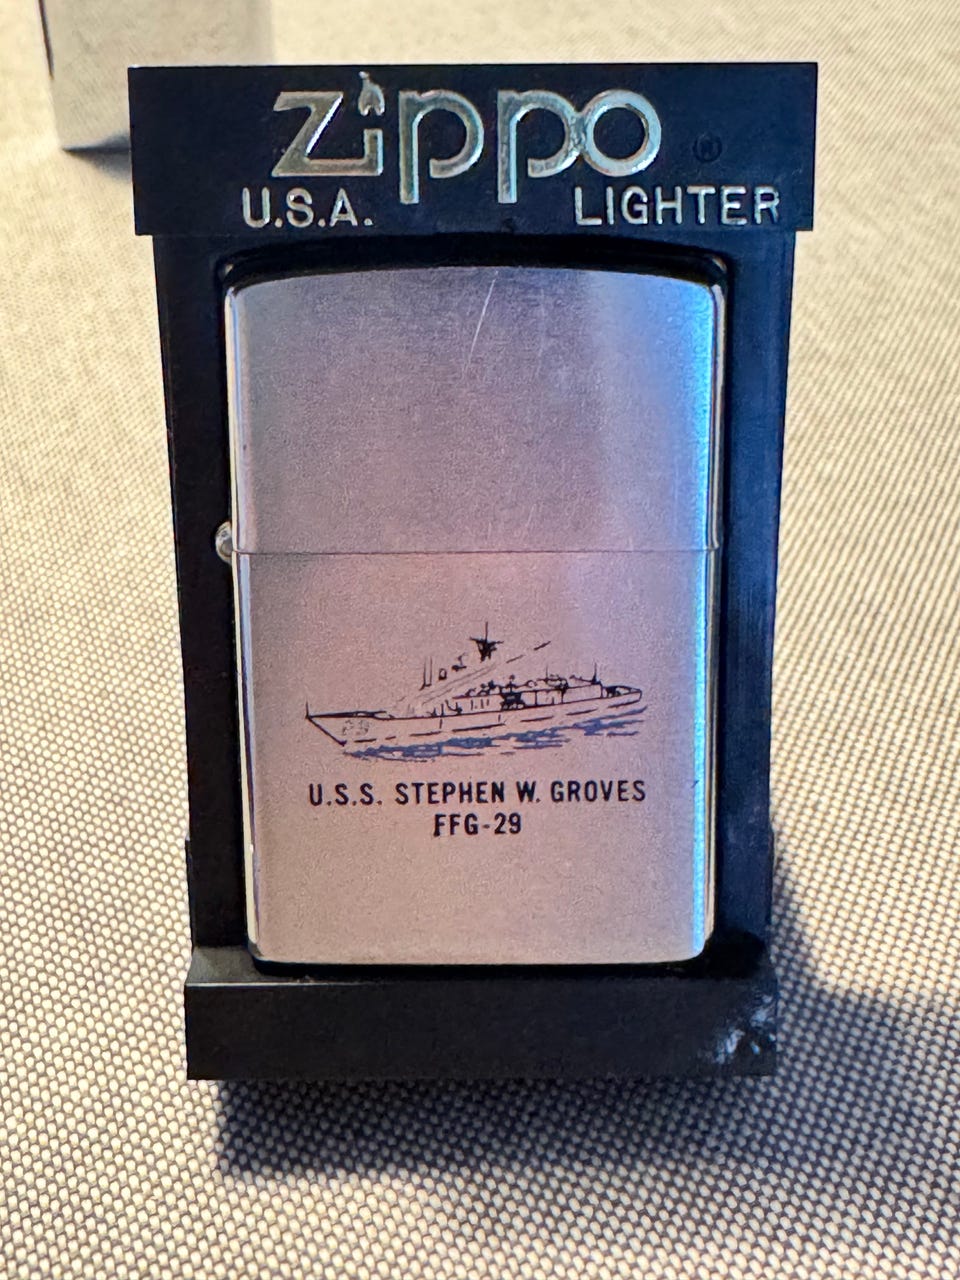 Zippo ®
U.S.A. LIGHTER
U.S.S. STEPHEN W. GROVES
FFG-29